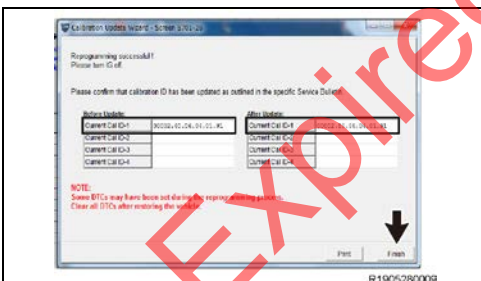 Calibration Update Wizard - Screen S701-28
Reprogramming successful!
Please turn IG off.
Please confirm that calibration ID has been updated as outlined in the specific Service Bulletin.
Before Update: After Update:
Current Cal ID-1 Current Cal ID-1
Current Cal ID-2 Current Cal ID-2
Current Cal ID-3 Current Cal ID-3
Current Cal ID-4 Current Cal ID-4
NOTE:
Some DTCs may have been set during the reprogramming process.
Clear all DTCs after restoring the vehicle.
Print Finish
R1905280009
Expired